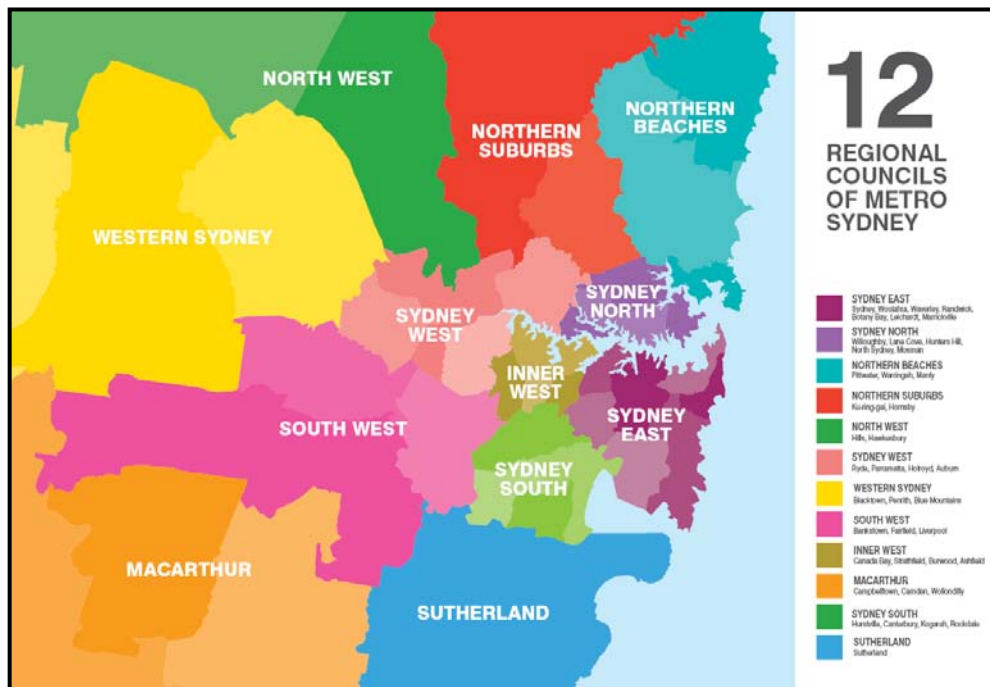 NORTH WEST
NORTHERN
SUBURBS
NORTHERN
BEACHES
WESTERN SYDNEY
SYDNEY
WEST
SYDNEY
NORTH
INNER
WEST
SOUTH WEST
SYDNEY
EAST
SYDNEY
SOUTH
MACARTHUR
SUTHERLAND
12
REGIONAL
COUNCILS
OF METRO
SYDNEY
SYDNEY EAST
Sydney, Woolahra, Waverley, Randwick,
Botany Bay, Leichardt, Marrickville
SYDNEY NORTH
Willoughby, Lane Cove, Hunters Hill,
North Sydney, Mosman
NORTHERN BEACHES
Pittwater, Warringah, Manly
NORTHERN SUBURBS
Ku-ring-gai, Hornsby
NORTH WEST
Hills, Hawkesbury
SYDNEY WEST
Ryde, Parramatta, Holroyd, Auburn
WESTERN SYDNEY
Blacktown, Penrith, Blue Mountains
SOUTH WEST
Bankstown, Fairfield, Liverpool
INNER WEST
Canada Bay, Strathfield, Burwood, Ashfield
MACARTHUR
Campbelltown, Camden, Wollondilly
SYDNEY SOUTH
Hurstville, Canterbury, Kogarah, Rockdale
SUTHERLAND
Sutherland